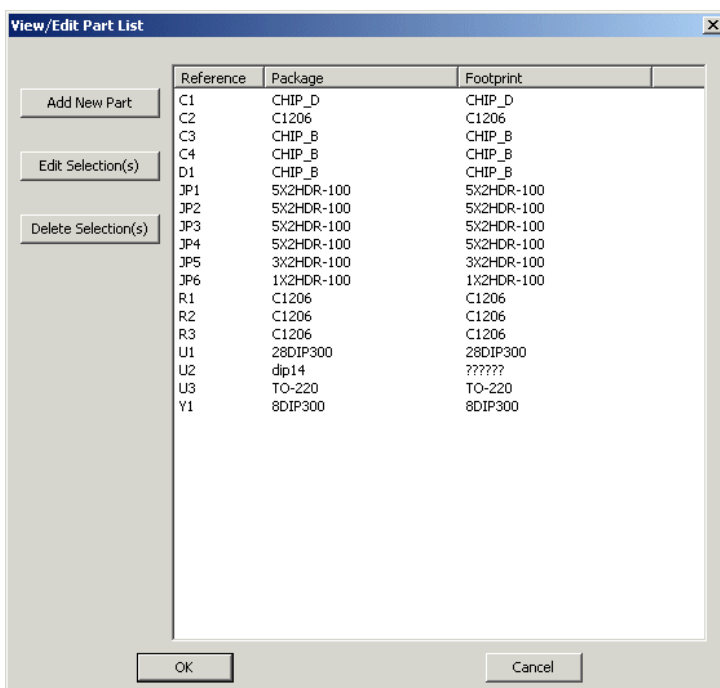 View/Edit Part List
Reference Package Footprint
Add New Part
Edit Selection(s)
Delete Selection(s)
C1 CHIP_D CHIP_D
C2 C1206 C1206
C3 CHIP_B CHIP_B
C4 CHIP_B CHIP_B
D1 CHIP_B CHIP_B
JP1 5X2HDR-100 5X2HDR-100
JP2 5X2HDR-100 5X2HDR-100
JP3 5X2HDR-100 5X2HDR-100
JP4 5X2HDR-100 5X2HDR-100
JP5 3X2HDR-100 3X2HDR-100
JP6 1X2HDR-100 1X2HDR-100
R1 C1206 C1206
R2 C1206 C1206
R3 C1206 C1206
U1 28DIP300 28DIP300
U2 dip14 ??????
U3 TO-220 TO-220
Y1 8DIP300 8DIP300
OK Cancel